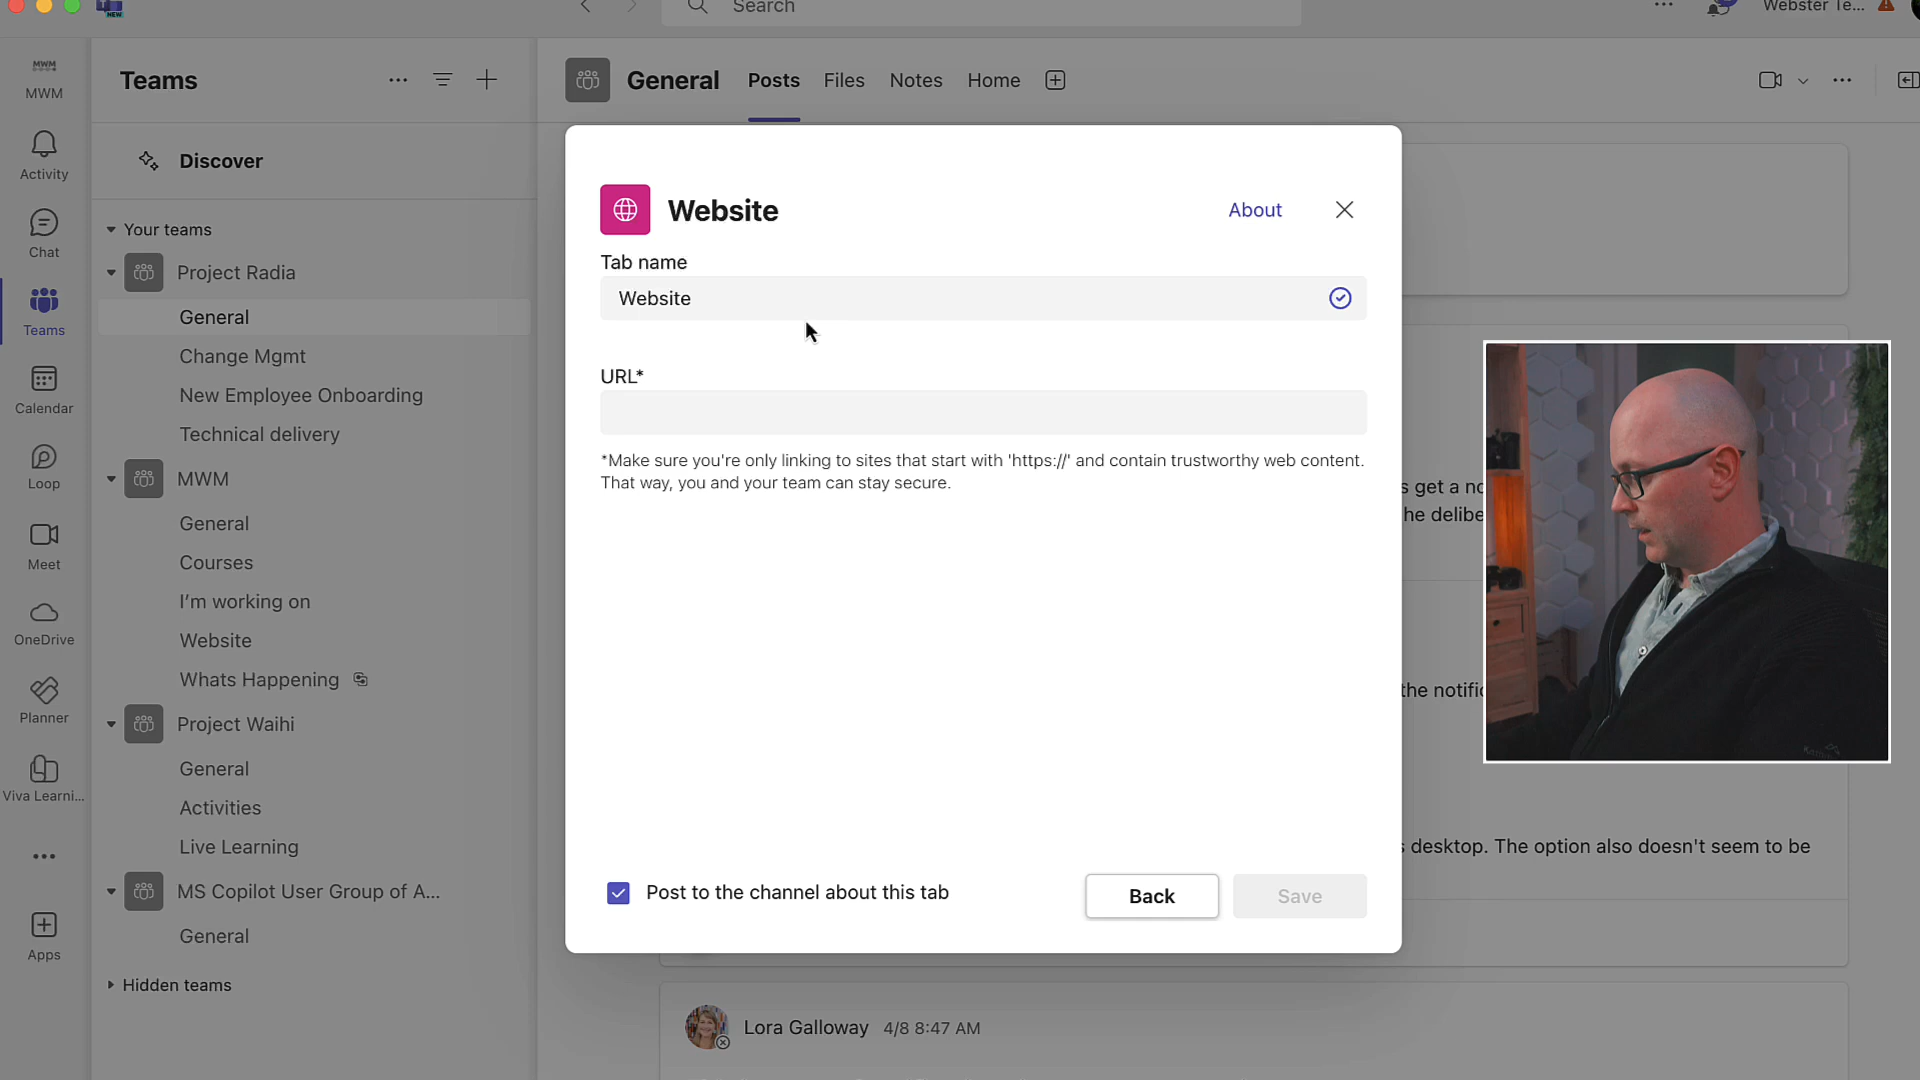 Search
Webster Te...
NEW
MWM
MWM
Activity
Chat
Teams
Calendar
Loop
Meet
OneDrive
Planner
Viva Learni...
Apps
Teams
Discover
Your teams
Project Radia
General
Change Mgmt
New Employee Onboarding
Technical delivery
MWM
General
Courses
I'm working on
Website
Whats Happening
Project Waihi
General
Activities
Live Learning
MS Copilot User Group of A...
General
Hidden teams
General Posts Files Notes Home
Website
About
Tab name
Website
URL*
*Make sure you're only linking to sites that start with 'https://' and contain trustworthy web content.
That way, you and your team can stay secure.
Post to the channel about this tab
Back
Save
s get a no
he delibe
the notific
s desktop. The option also doesn't seem to be
Lora Galloway 4/8 8:47 AM